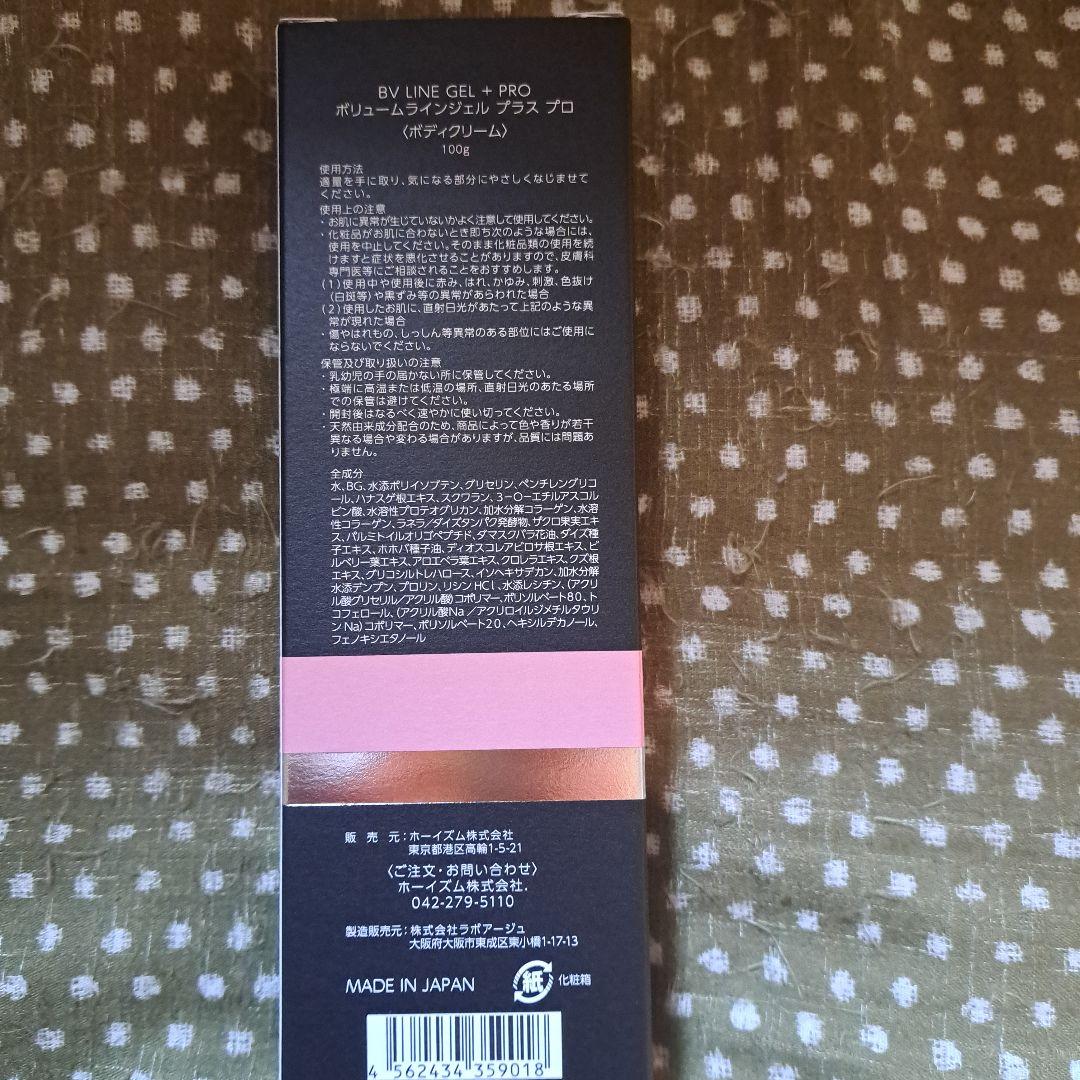 BV LINE GEL + PRO
ボリュームラインジェル プラス プロ
〈ボディクリーム〉
100g
使用方法
適量を手に取り、気になる部分にやさしくなじませて
ください。
使用上の注意
・お肌に異常が生じていないかよく注意して使用してください。
・化粧品がお肌に合わないとき即ち次のような場合には、
使用を中止してください。そのまま化粧品類の使用を続
けますと症状を悪化させることがありますので、皮膚科
専門医等にご相談されることをおすすめします。
(1)使用中や使用後に赤み、はれ、かゆみ、刺激、色抜け
(白斑等)や黒ずみ等の異常があらわれた場合
(2)使用したお肌に、直射日光があたって上記のような異
常が現れた場合
・傷やはれもの、しっしん等異常のある部位にはご使用に
ならないでください。
保管及び取り扱いの注意
・乳幼児の手の届かない所に保管してください。
・極端に高温または低温の場所、直射日光のあたる場所
での保管は避けてください。
・開封後はなるべく速やかに使い切ってください。
・天然由来成分配合のため、商品によって色や香りが若干
異なる場合や変わる場合がありますが、品質には問題あ
りません。
全成分
水、BG、水添ポリイソブテン、グリセリン、ペンチレングリコ
ール、ハナスゲ根エキス、スクワラン、3-O-エチルアスコル
ビン酸、水溶性プロテオグリカン、加水分解コラーゲン、水溶
性コラーゲン、ラネラ/ダイズタンパク発酵物、ザクロ果実エキ
ス、パルミトイルオリゴペプチド、ダマスクバラ花油、ダイズ種
子エキス、ホホバ種子油、ディオスコレアビロサ根エキス、ビ
ルベリー葉エキス、アロエベラ葉エキス、クロレラエキス、クズ根
エキス、グリコシルトレハロース、イソヘキサデカン、加水分解
水添デンプン、プロリン、リシンHCl、水添レシチン、(アクリ
ル酸グリセリル/アクリル酸)コポリマー、ポリソルベート80、ト
コフェロール、(アクリル酸Na/アクリロイルジメチルタウリ
ンNa)コポリマー、ポリソルベート20、ヘキシルデカノール、
フェノキシエタノール
販売元:ホーイズム株式会社
東京都港区高輪1-5-21
〈ご注文・お問い合わせ〉
ホーイズム株式会社.
042-279-5110
製造販売元:株式会社ラボアージュ
大阪府大阪市東成区東小橋1-17-13
MADE IN JAPAN
紙 化粧箱
4 562434 359018